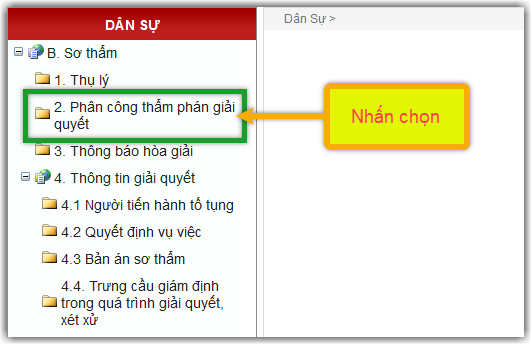 DÂN SỰ
Dân Sự >
B. Sơ thẩm
1. Thụ lý
2. Phân công thẩm phán giải
quyết
Nhấn chọn
3. Thông báo hòa giải
4. Thông tin giải quyết
4.1 Người tiến hành tố tụng
4.2 Quyết định vụ việc
4.3 Bản án sơ thẩm
4.4. Trưng cầu giám định
trong quá trình giải quyết,
xét xử